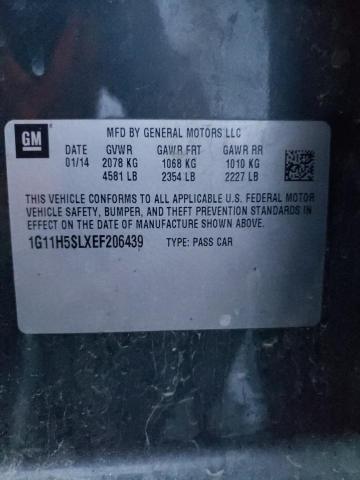 GM
MFD BY GENERAL MOTORS LLC
DATE GVWR GAWR FRT GAWR RR
01/14 2078 KG 1068 KG 1010 KG
4581 LB 2354 LB 2227 LB
THIS VEHICLE CONFORMS TO ALL APPLICABLE U.S. FEDERAL MOTOR
VEHICLE SAFETY, BUMPER, AND THEFT PREVENTION STANDARDS IN
EFFECT ON THE DATE OF MANUFACTURE SHOWN ABOVE.
1G11H5SLXEF206439 TYPE: PASS CAR